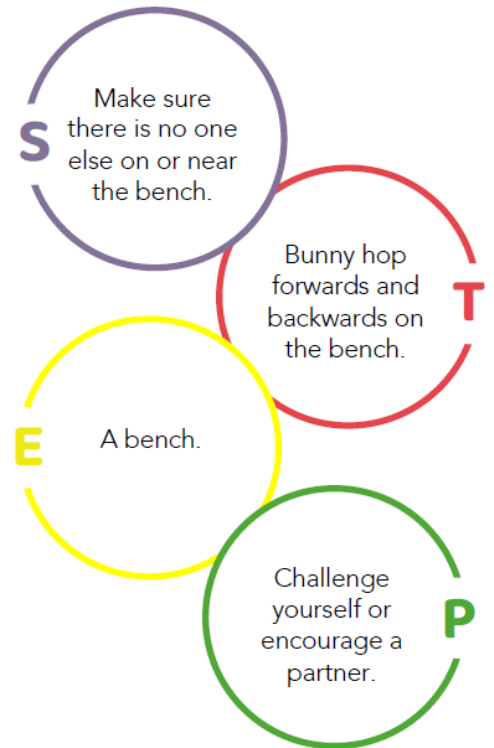 S
Make sure
there is no one
else on or near
the bench.
T
Bunny hop
forwards and
backwards on
the bench.
E
A bench.
P
Challenge
yourself or
encourage a
partner.